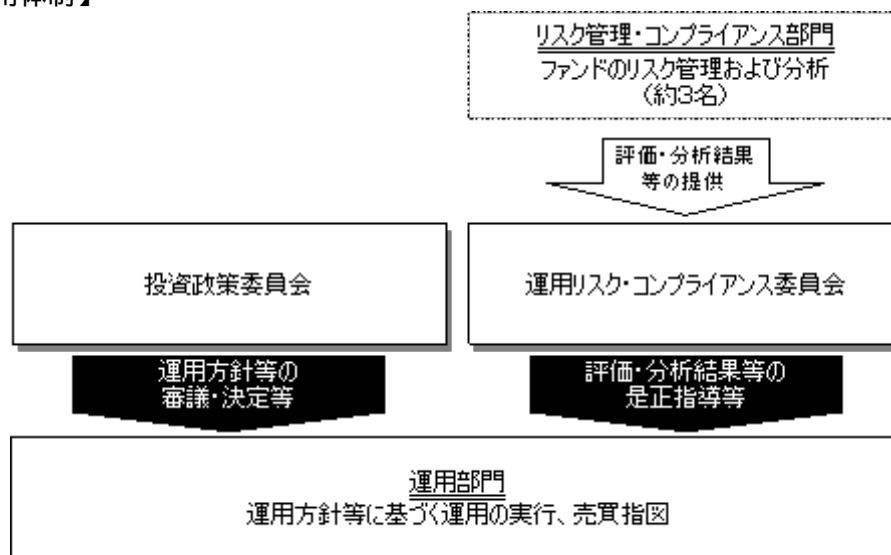 用体制】
リスク管理・コンプライアンス部門
ファンドのリスク管理および分析
(約3名)
評価・分析結果
等の提供
投資政策委員会
運用リスク・コンプライアンス委員会
運用方針等の
審議・決定等
評価・分析結果等の
是正指導等
運用部門
運用方針等に基づく運用の実行、売買指図